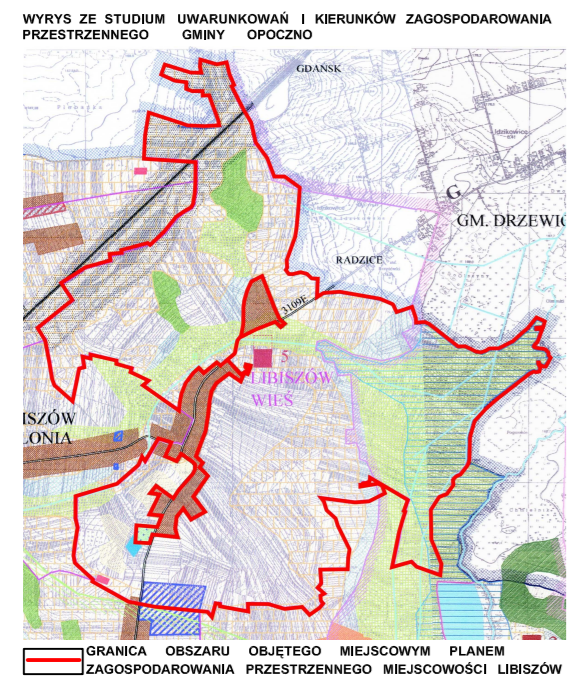 WYRYS ZE STUDIUM UWARUNKOWAŃ I KIERUNKÓW ZAGOSPODAROWANIA
PRZESTRZENNEGO GMINY OPOCZNO
GDAŃSK
Idzikowice
G
GM. DRZEWIC
RADZICE
3109E
5
LIBISZÓW
WIEŚ
ISZÓW
LONIA
GRANICA OBSZARU OBJĘTEGO MIEJSCOWYM PLANEM
ZAGOSPODAROWANIA PRZESTRZENNEGO MIEJSCOWOŚCI LIBISZÓW